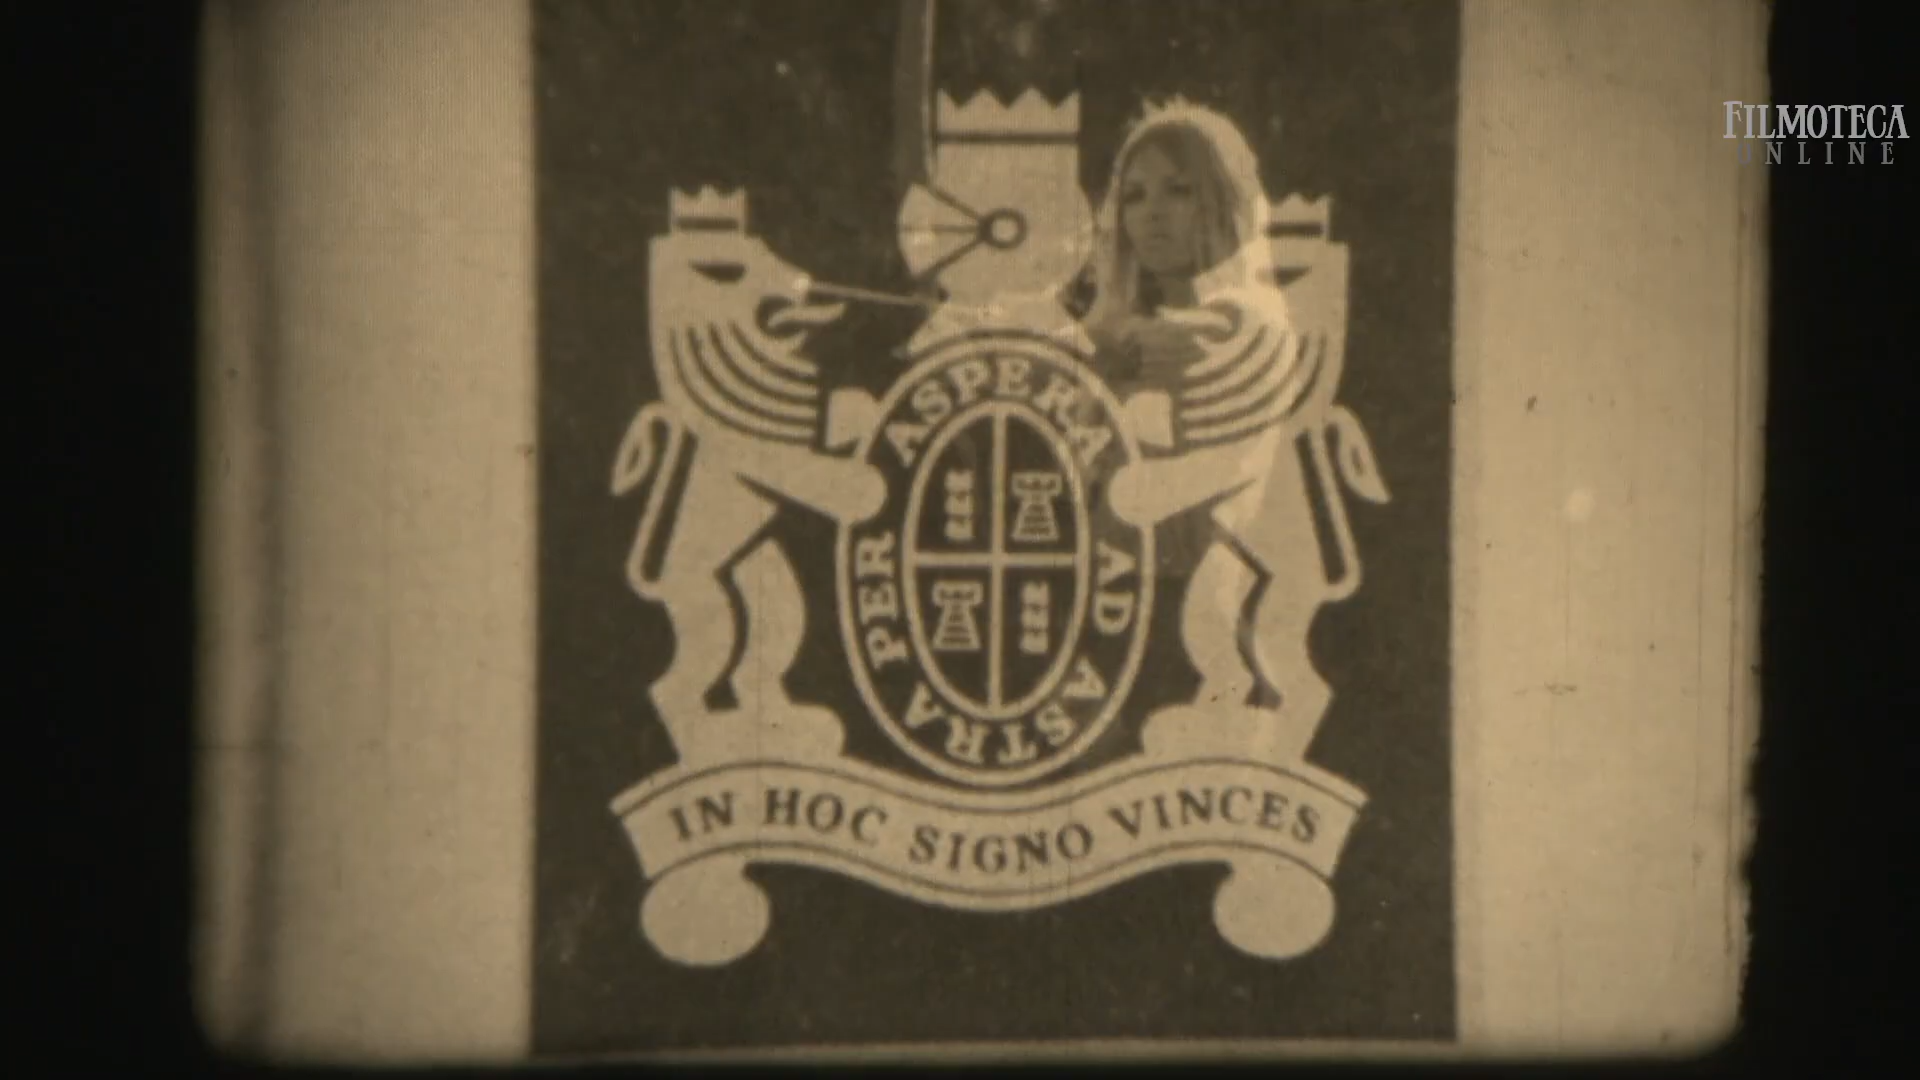 FILMOTECA
ONLINE
PER ASPERA AD ASTRA
IN HOC SIGNO VINCES